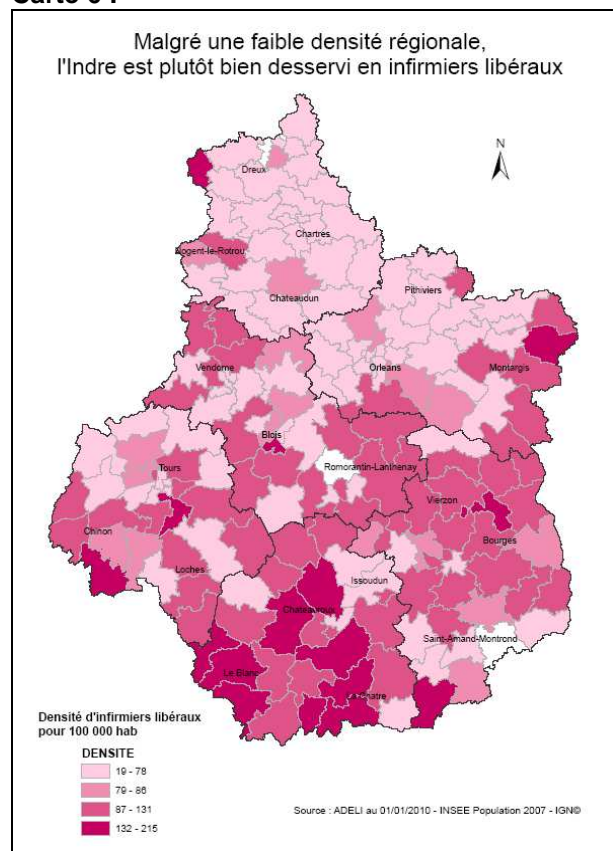 Carte 64
Malgré une faible densité régionale,
l'Indre est plutôt bien desservi en infirmiers libéraux
N
Dreux
Chartres
Nogent-le-Rotrou
Chateaudun
Pithiviers
Vendome
Orleans
Montargis
Blois
Romorantin-Lanthenay
Tours
Vierzon
Chinon
Bourges
Loches
Issoudun
Chateauroux
Saint-Amand-Montrond
Le Blanc
La Chatre
Densité d'infirmiers libéraux
pour 100 000 hab
DENSITE
19 - 78
79 - 86
87 - 131
132 - 215
Source : ADELI au 01/01/2010 - INSEE Population 2007 - IGN©